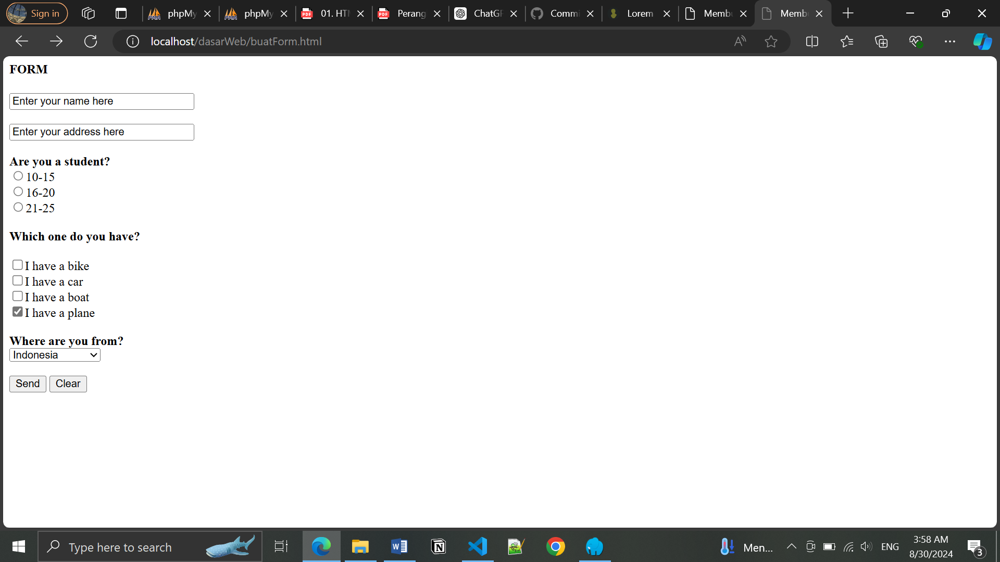 Sign in
phpMy
phpMy
01. HTM
Perang
ChatGP
Commi
Lorem
Membu
Memb
localhost/dasarWeb/buatForm.html
FORM
Enter your name here
Enter your address here
Are you a student?
10-15
16-20
21-25
Which one do you have?
I have a bike
I have a car
I have a boat
I have a plane
Where are you from?
Indonesia
Send Clear
Type here to search
Men...
ENG
3:58 AM
8/30/2024
3